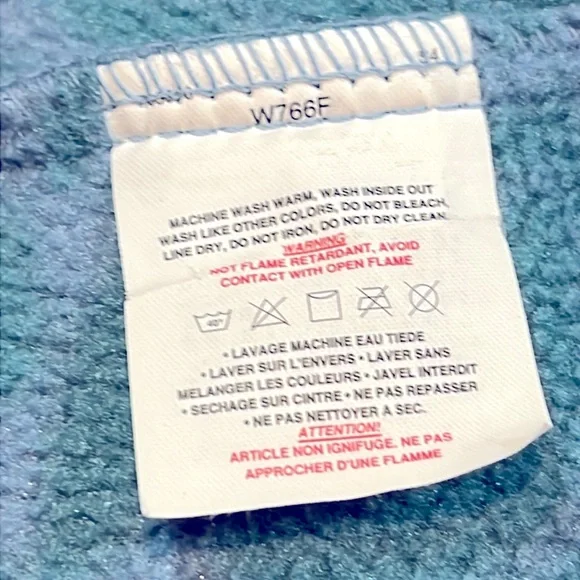 54
W766F
MACHINE WASH WARM, WASH INSIDE OUT
WASH LIKE OTHER COLORS, DO NOT BLEACH,
LINE DRY, DO NOT IRON, DO NOT DRY CLEAN.
WARNING
NOT FLAME RETARDANT, AVOID
CONTACT WITH OPEN FLAME
40°
• LAVAGE MACHINE EAU TIEDE
• LAVER SUR L'ENVERS • LAVER SANS
MELANGER LES COULEURS • JAVEL INTERDIT
• SECHAGE SUR CINTRE • NE PAS REPASSER
• NE PAS NETTOYER A SEC.
ATTENTION!
ARTICLE NON IGNIFUGE. NE PAS
APPROCHER D'UNE FLAMME